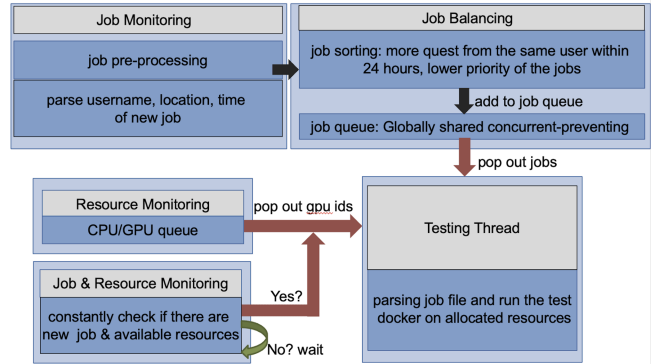 Job Monitoring
job pre-processing
parse username, location, time
of new job
Job Balancing
job sorting: more quest from the same user within
24 hours, lower priority of the jobs
add to job queue
job queue: Globally shared concurrent-preventing
pop out jobs
Resource Monitoring
CPU/GPU queue
pop out gpu ids
Testing Thread
parsing job file and run the test
docker on allocated resources
Job & Resource Monitoring
constantly check if there are
new job & available resources
Yes?
No? wait